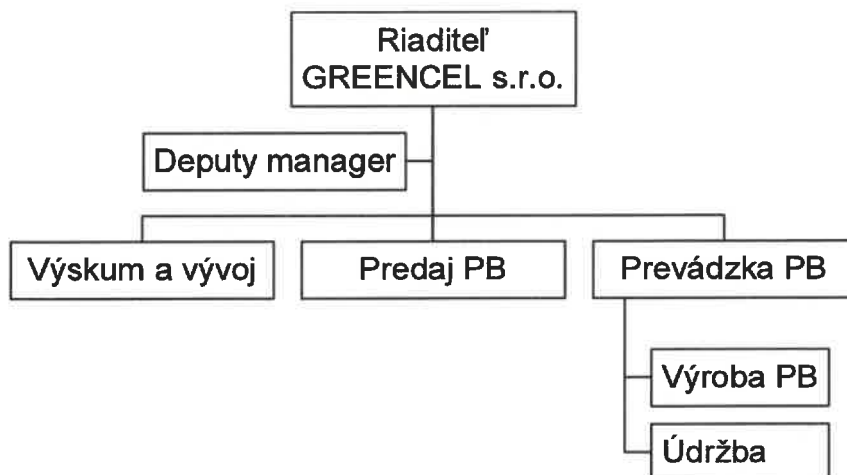 Riaditeľ
GREENCEL s.r.o.
Deputy manager
Výskum a vývoj
Predaj PB
Prevádzka PB
Výroba PB
Údržba